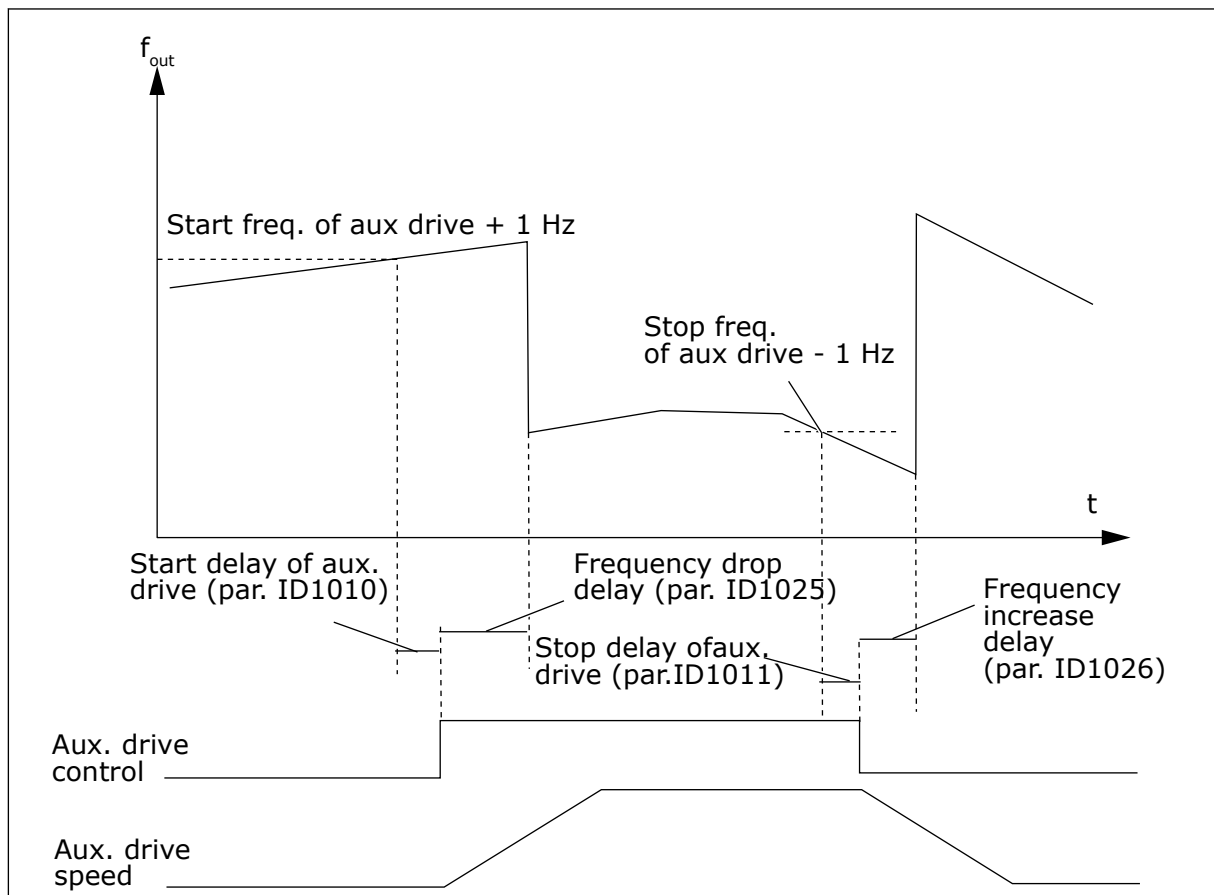 f_out
Start freq. of aux drive + 1 Hz
Stop freq.
of aux drive - 1 Hz
t
Start delay of aux.
drive (par. ID1010)
Frequency drop
delay (par. ID1025)
Frequency
increase
delay
(par. ID1026)
Stop delay ofaux.
drive (par.ID1011)
Aux. drive
control
Aux. drive
speed